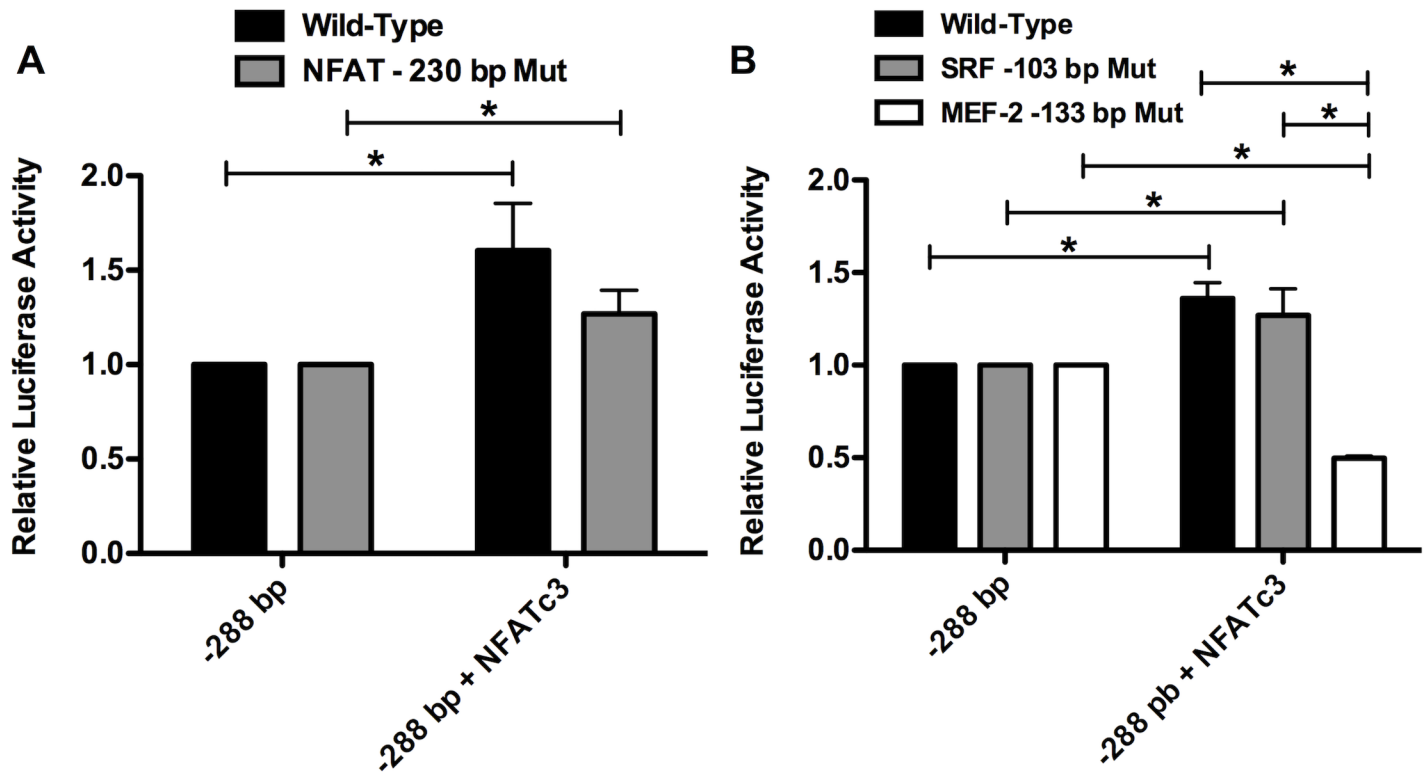 A
Wild-Type
NFAT - 230 bp Mut
*
*
Relative Luciferase Activity
2.0
1.5
1.0
0.5
0.0
-288 bp
-288 bp + NFATc3
B
Wild-Type
SRF -103 bp Mut
MEF-2 -133 bp Mut
*
*
*
*
*
Relative Luciferase Activity
2.0
1.5
1.0
0.5
0.0
-288 bp
-288 pb + NFATc3